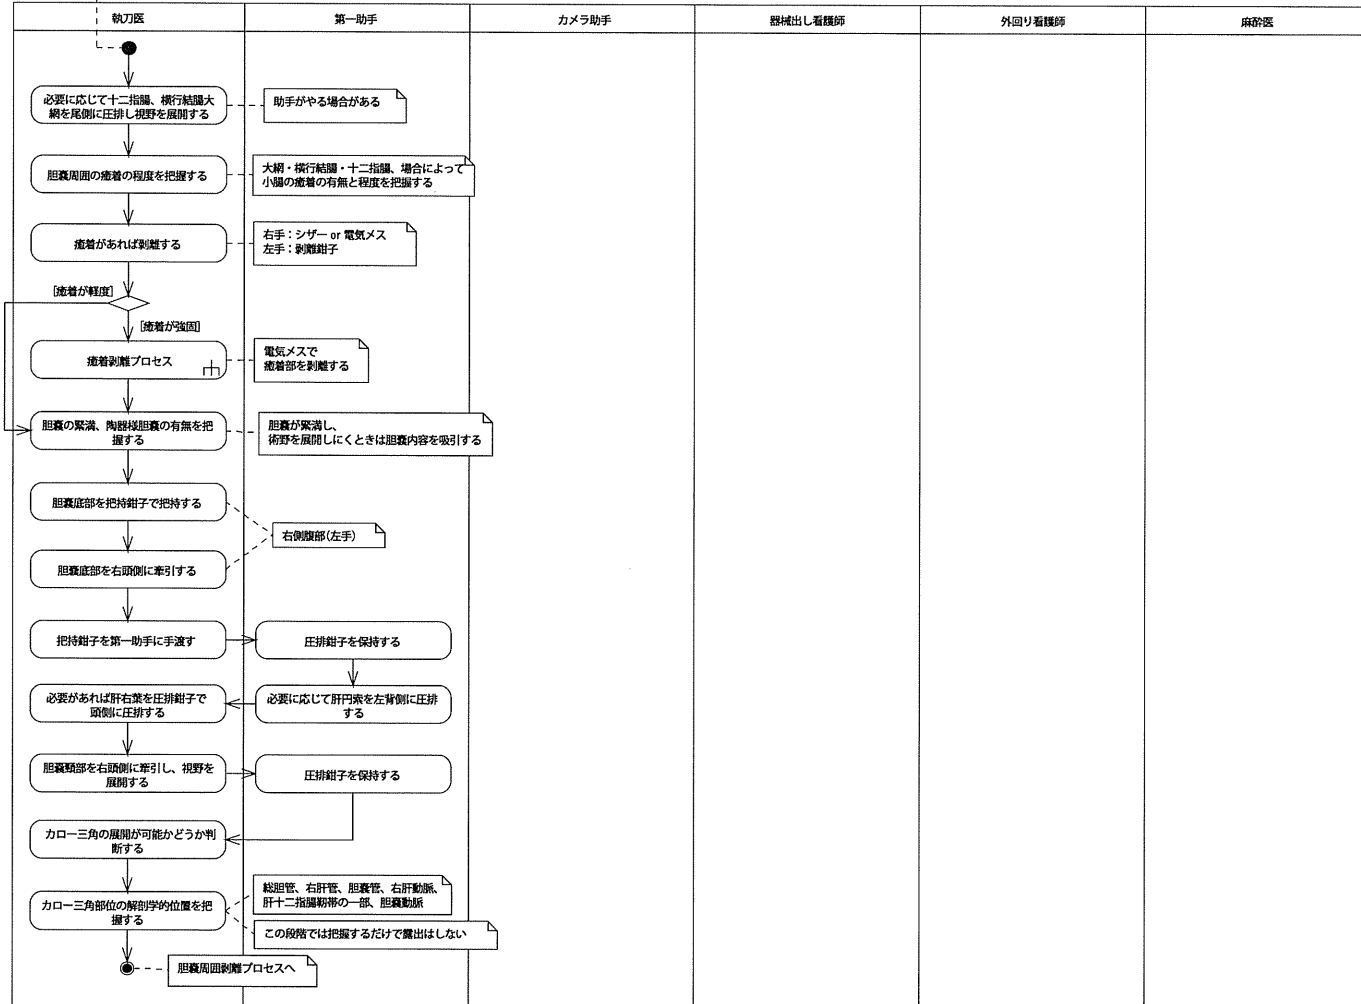 執刀医
第一助手
カメラ助手
器械出し看護師
外回り看護師
麻酔医
必要に応じて十二指腸、横行結腸大
網を尾側に圧排し視野を展開する
助手がやる場合がある
胆嚢周囲の癒着の程度を把握する
大網・横行結腸・十二指腸、場合によって
小腸の癒着の有無と程度を把握する
癒着があれば剥離する
右手：シザー or 電気メス
左手：剥離鉗子
[癒着が軽度]
[癒着が強固]
癒着剥離プロセス
電気メスで
癒着部を剥離する
胆嚢の緊満、陶器様胆嚢の有無を把
握する
胆嚢が緊満し、
術野を展開しにくときは胆嚢内容を吸引する
胆嚢底部を把持鉗子で把持する
右側腹部(左手)
胆嚢底部を右頭側に牽引する
把持鉗子を第一助手に手渡す
圧排鉗子を保持する
必要があれば肝右葉を圧排鉗子で
頭側に圧排する
必要に応じて肝円索を左背側に圧排
する
胆嚢頸部を右頭側に牽引し、視野を
展開する
圧排鉗子を保持する
カロー三角の展開が可能かどうか判
断する
カロー三角部位の解剖学的位置を把
握する
総胆管、右肝管、胆嚢管、右肝動脈、
肝十二指腸靭帯の一部、胆嚢動脈
この段階では把握するだけで露出はしない
胆嚢周囲剥離プロセスへ